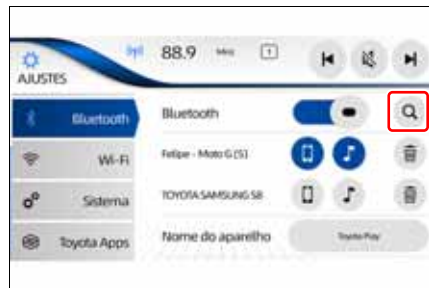 88.9 MHz 1
AJUSTES
Bluetooth
Bluetooth
Wi-Fi
Felipe - Moto G (5)
Sistema
TOYOTA SAMSUNG S8
Toyota Apps
Nome do aparelho
Toyota Play